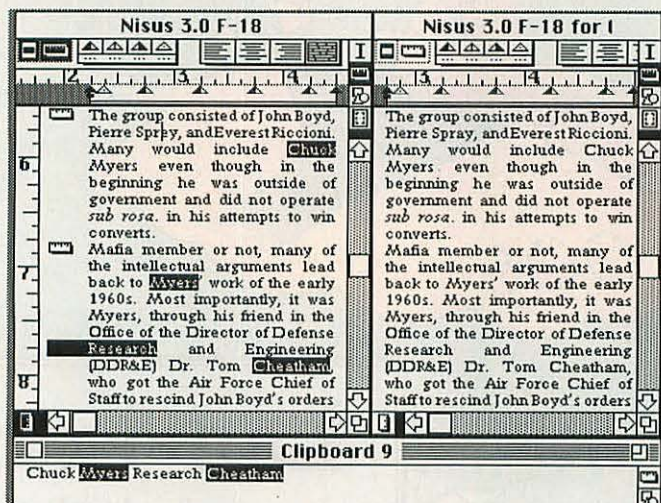 Nisus 3.0 F-18
2 3 4
6
7
8
The group consisted of John Boyd,
Pierre Sprey, andEverestRiccioni.
Many would include Chuck
Myers even though in the
beginning he was outside of
government and did not operate
sub rosa. in his attempts to win
converts.
Mafia member or not, many of
the intellectual arguments lead
back to Myers' work of the early
1960s. Most importantly, it was
Myers, through his friend in the
Office of the Director of Defense
Research and Engineering
(DDR&E) Dr. Tom Cheatham,
who got the Air Force Chief of
Staff to rescind John Boyd's orders
Nisus 3.0 F-18 for
3 4
The group consisted of John Boyd,
Pierre Spray, andEverestRiccioni.
Many would include Chuck
Myers even though in the
beginning he was outside of
government and did not operate
sub rosa. in his attempts to win
converts.
Mafia member or not, many of
the intellectual arguments lead
back to Myers' work of the early
1960s. Most importantly, it was
Myers, through his friend in the
Office of the Director of Defense
Research and Engineering
(DDR&E) Dr. Tom Cheatham,
who got the Air Force Chief of
Staff to rescind John Boyd's orders
Clipboard 9
Chuck Myers Research Cheatham